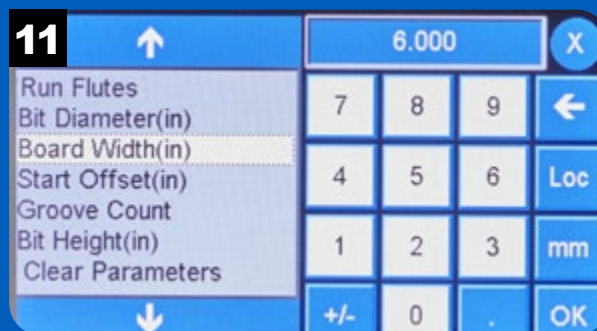 11
6.000
X
Run Flutes
Bit Diameter(in)
Board Width(in)
Start Offset(in)
Groove Count
Bit Height(in)
Clear Parameters
7 8 9
4 5 6 Loc
1 2 3 mm
+/- 0 . OK